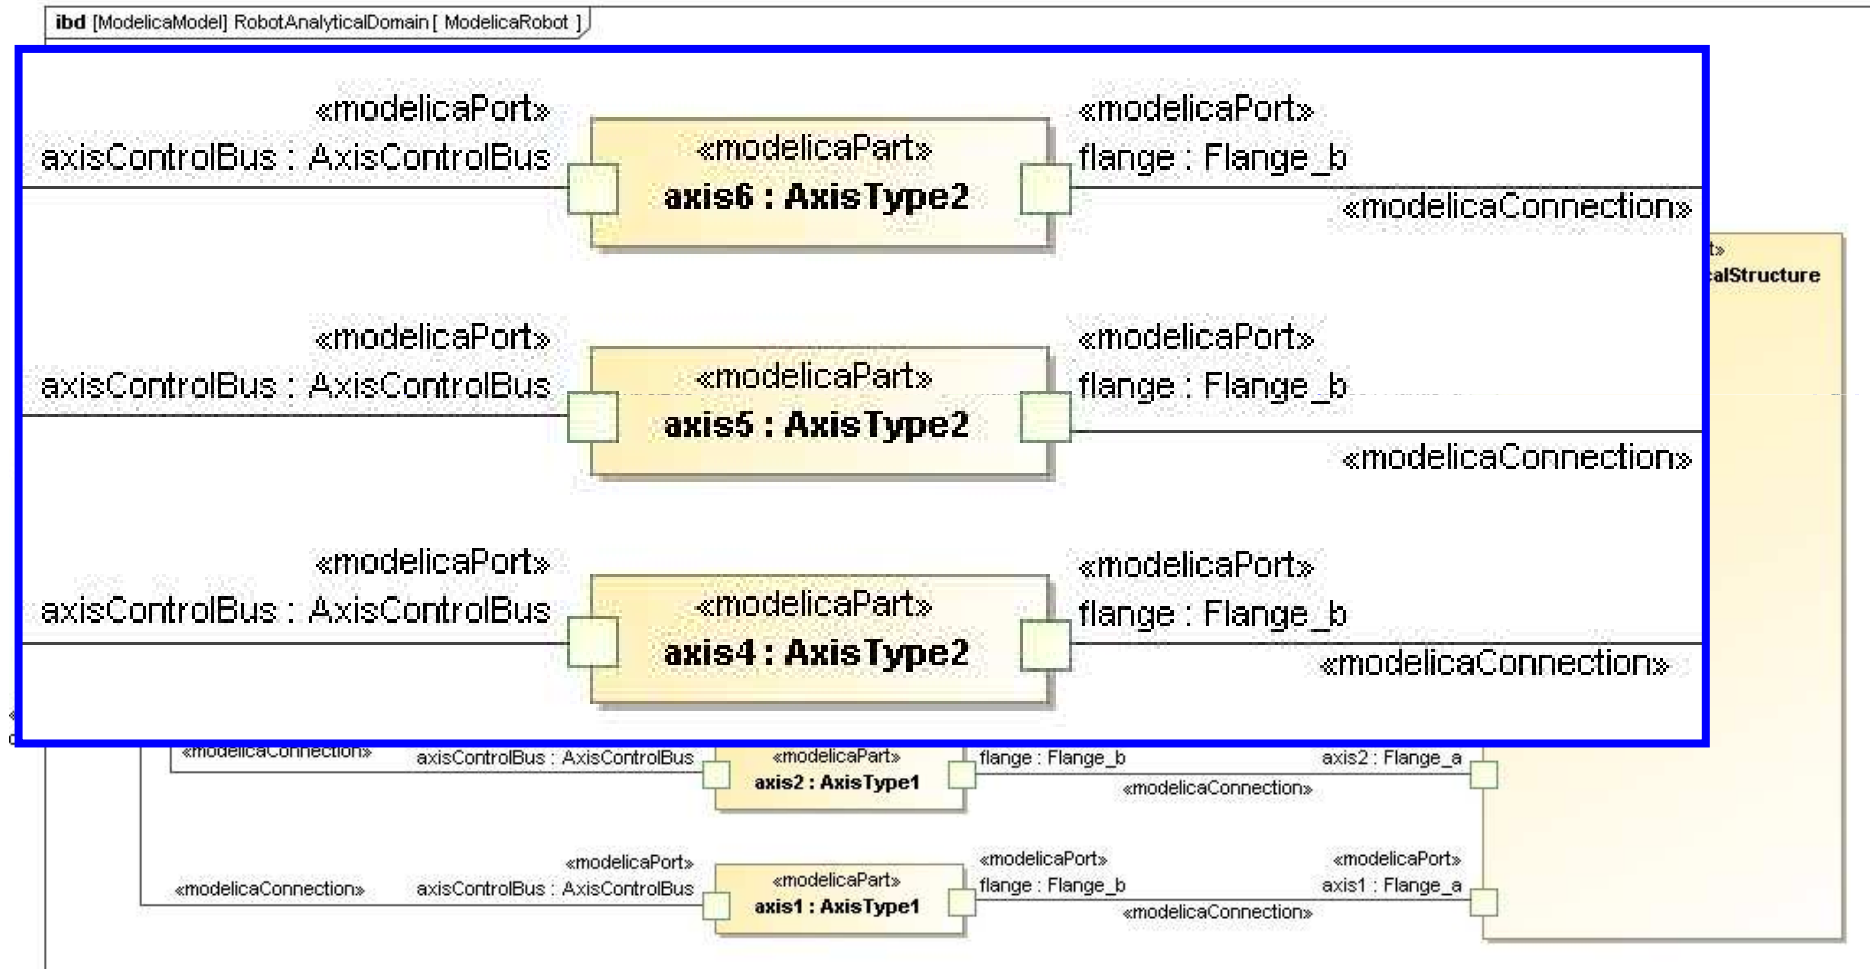 ibd [ModelicaModel] RobotAnalyticalDomain [ ModelicaRobot ]
«modelicaPort»
axisControlBus : AxisControlBus
«modelicaPart»
axis6 : AxisType2
«modelicaPort»
flange : Flange_b
«modelicaConnection»
alStructure
«modelicaPort»
axisControlBus : AxisControlBus
«modelicaPart»
axis5 : AxisType2
«modelicaPort»
flange : Flange_b
«modelicaConnection»
«modelicaPort»
axisControlBus : AxisControlBus
«modelicaPart»
axis4 : AxisType2
«modelicaPort»
flange : Flange_b
«modelicaConnection»
«modelicaConnection»
axisControlBus : AxisControlBus
«modelicaPart»
axis2 : AxisType1
flange : Flange_b
axis2 : Flange_a
«modelicaConnection»
«modelicaConnection»
«modelicaPort»
axisControlBus : AxisControlBus
«modelicaPart»
axis1 : AxisType1
«modelicaPort»
flange : Flange_b
«modelicaPort»
axis1 : Flange_a
«modelicaConnection»